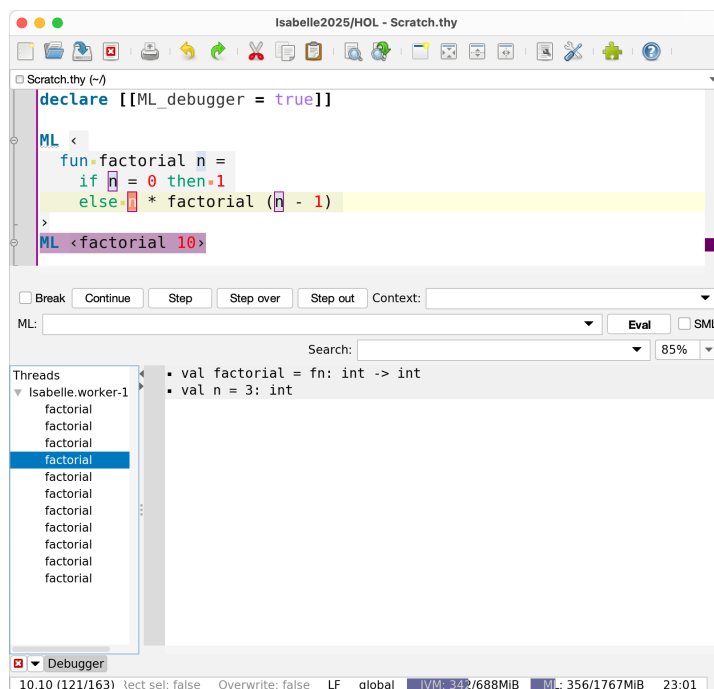 Isabelle2025/HOL - Scratch.thy
Scratch.thy (~/)
declare [[ML_debugger = true]]
ML ‹
fun factorial n =
if n = 0 then 1
else n * factorial (n - 1)
›
ML ‹factorial 10›
Break Continue Step Step over Step out Context:
ML: Eval SML
Search: 85%
Threads
Isabelle.worker-1
factorial
factorial
factorial
factorial
factorial
factorial
factorial
factorial
factorial
factorial
factorial
▪ val factorial = fn: int -> int
▪ val n = 3: int
Debugger
10,10 (121/163) Rect sel: false Overwrite: false LF global JVM: 342/688MiB ML: 356/1767MiB 23:01